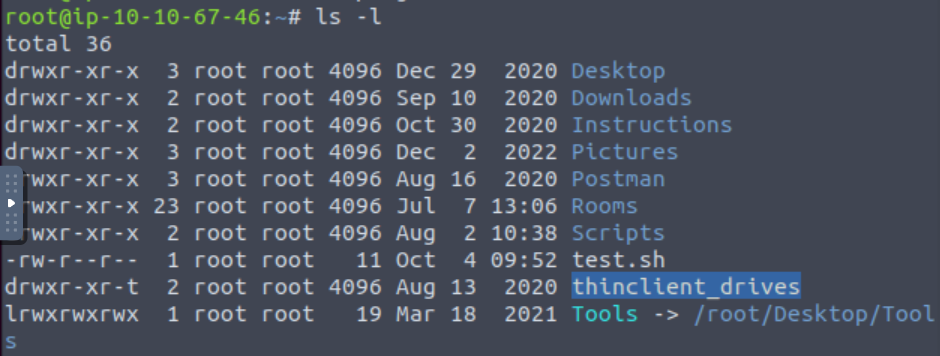 root@ip-10-10-67-46:~# ls -l
total 36
drwxr-xr-x  3 root root 4096 Dec 29  2020 Desktop
drwxr-xr-x  2 root root 4096 Sep 10  2020 Downloads
drwxr-xr-x  2 root root 4096 Oct 30  2020 Instructions
drwxr-xr-x  3 root root 4096 Dec  2  2022 Pictures
rwxr-xr-x  3 root root 4096 Aug 16  2020 Postman
rwxr-xr-x 23 root root 4096 Jul  7 13:06 Rooms
rwxr-xr-x  2 root root 4096 Aug  2 10:38 Scripts
-rw-r--r--  1 root root   11 Oct  4 09:52 test.sh
drwxr-xr-t  2 root root 4096 Aug 13  2020 thinclient_drives
lrwxrwxrwx  1 root root   19 Mar 18  2021 Tools -> /root/Desktop/Tool
s